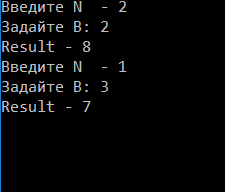 Введите N  - 2
Задайте B: 2
Result - 8
Введите N  - 1
Задайте B: 3
Result - 7